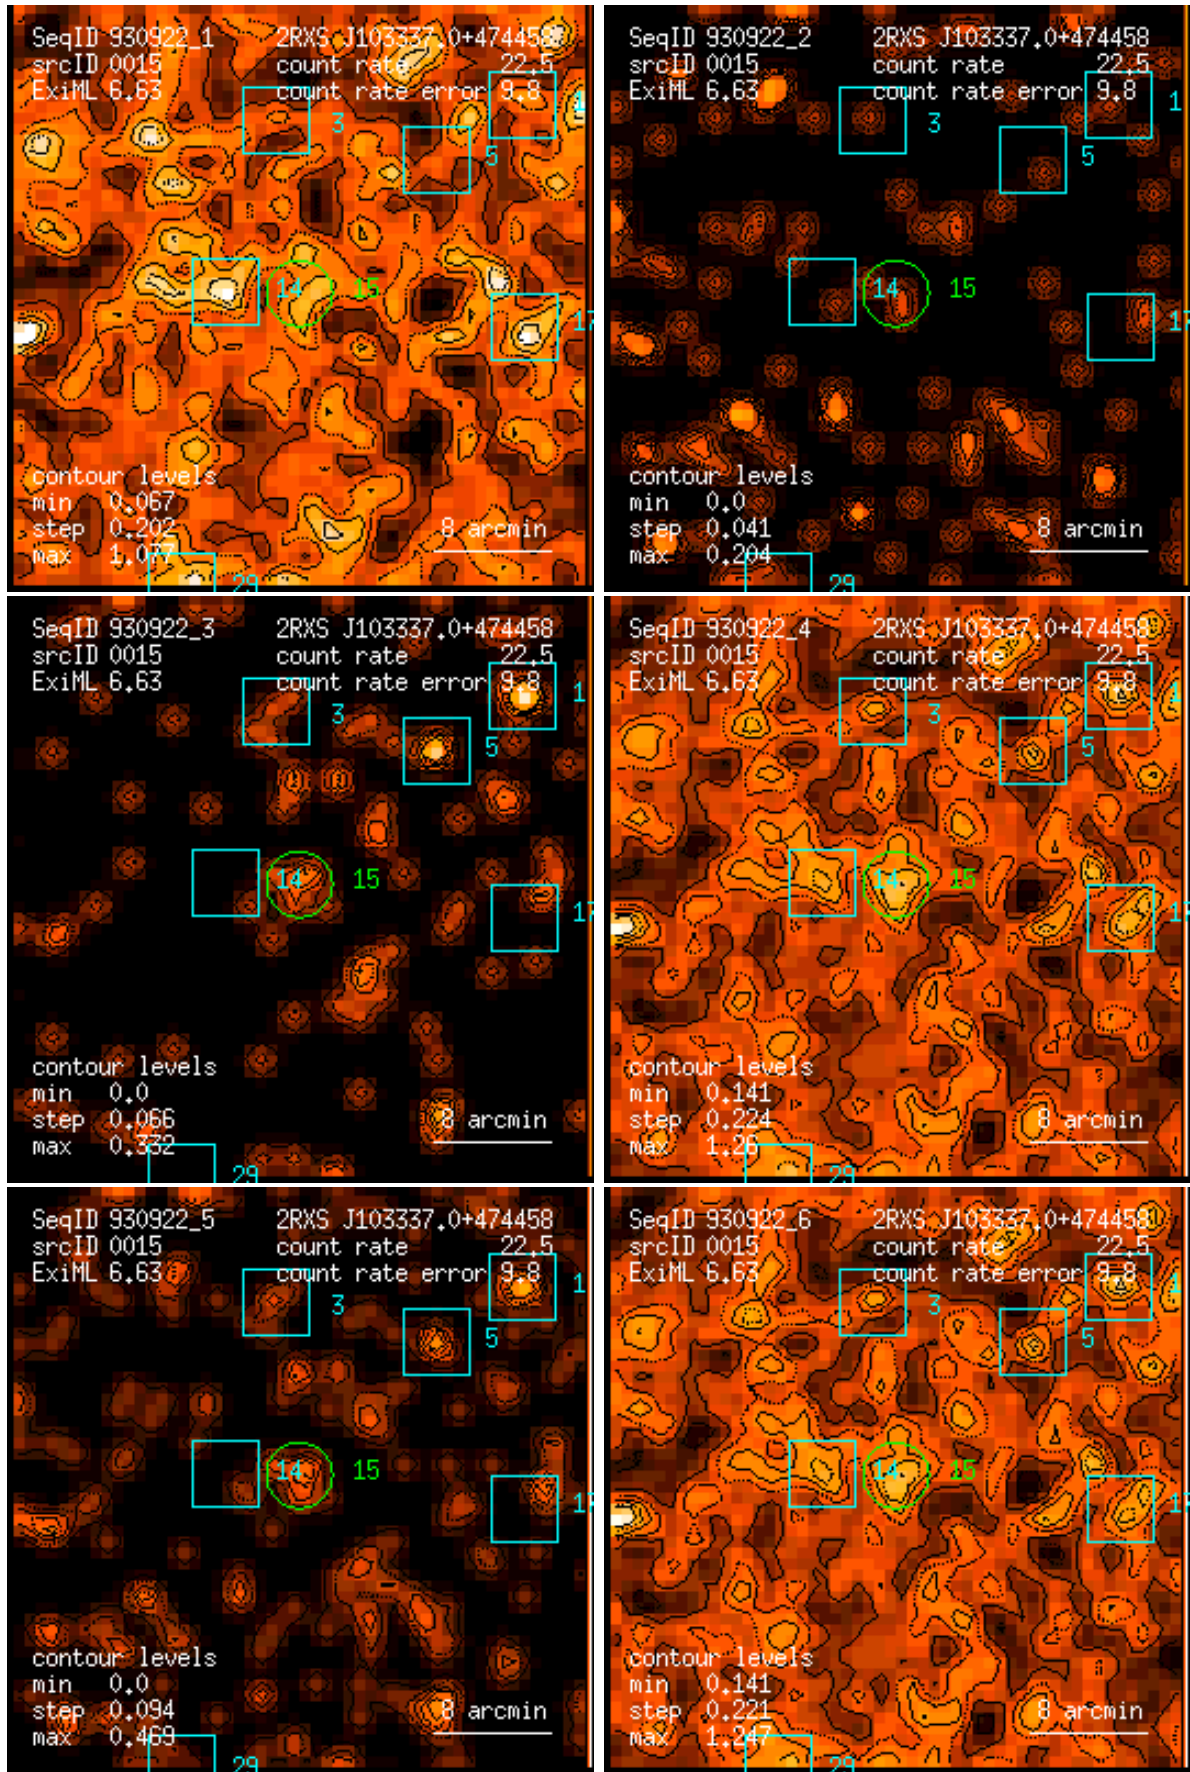 SeqID 930922_1 2RXS J103337.0+474458
srcID 0015 count rate 22.5
ExiML 6.63 count rate error 9.8
1
3
5
14 15
17
contour levels
min 0.067
step 0.202
max 1.077
8 arcmin
29
SeqID 930922_2 2RXS J103337.0+474458
srcID 0015 count rate 22.5
ExiML 6.63 count rate error 9.8
1
3
5
14 15
17
contour levels
min 0.0
step 0.041
max 0.204
8 arcmin
29
SeqID 930922_3 2RXS J103337.0+474458
srcID 0015 count rate 22.5
ExiML 6.63 count rate error 9.8
1
3
5
14 15
17
contour levels
min 0.0
step 0.066
max 0.332
8 arcmin
29
SeqID 930922_4 2RXS J103337.0+474458
srcID 0015 count rate 22.5
ExiML 6.63 count rate error 9.8
1
3
5
14 15
17
contour levels
min 0.141
step 0.224
max 1.26
8 arcmin
29
SeqID 930922_5 2RXS J103337.0+474458
srcID 0015 count rate 22.5
ExiML 6.63 count rate error 9.8
1
3
5
14 15
17
contour levels
min 0.0
step 0.094
max 0.469
8 arcmin
29
SeqID 930922_6 2RXS J103337.0+474458
srcID 0015 count rate 22.5
ExiML 6.63 count rate error 9.8
1
3
5
14 15
17
contour levels
min 0.141
step 0.221
max 1.247
8 arcmin
29